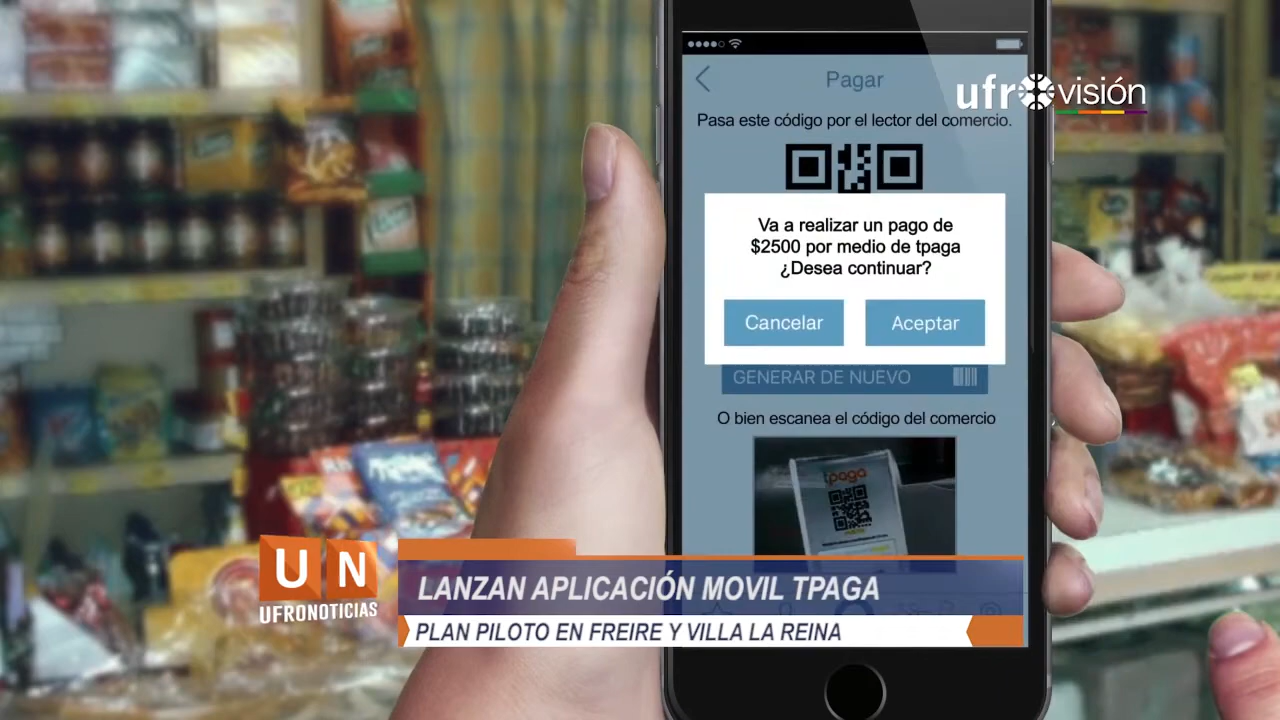 Pagar
ufrovisión
Pasa este código por el lector del comercio.
Va a realizar un pago de
$2500 por medio de tpaga
¿Desea continuar?
Cancelar
Aceptar
GENERAR DE NUEVO
O bien escanea el código del comercio
tpaga
UN
UFRONOTICIAS
LANZAN APLICACIÓN MOVIL TPAGA
PLAN PILOTO EN FREIRE Y VILLA LA REINA